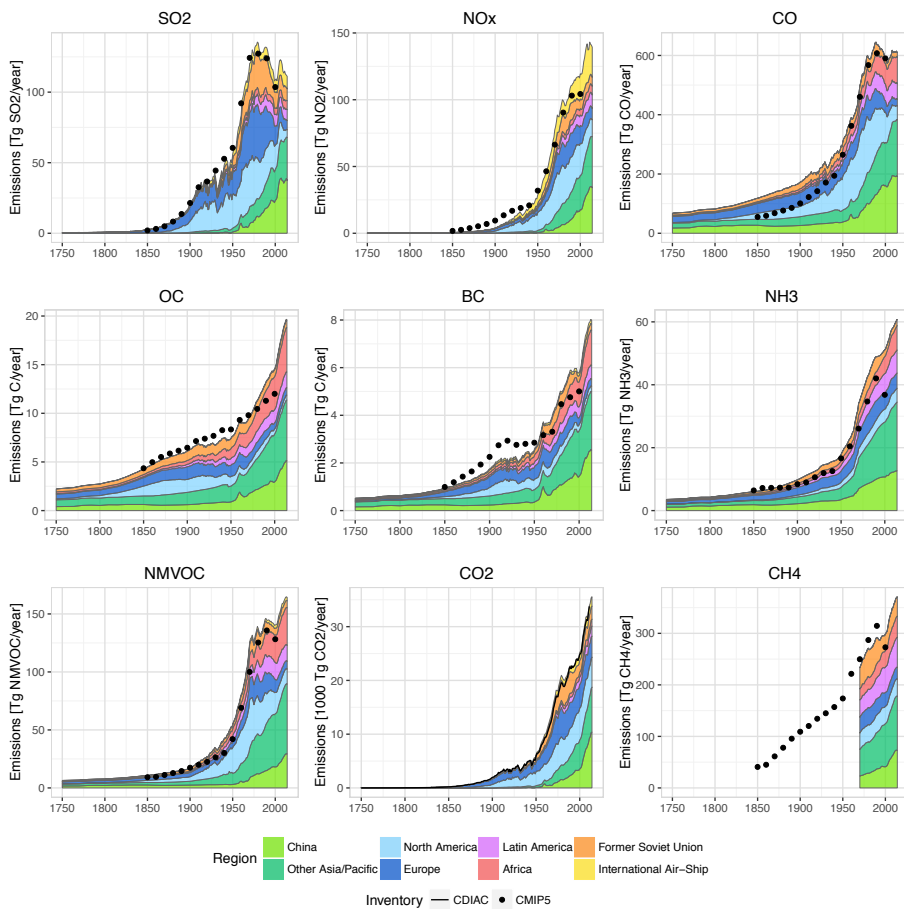 SO2
NOx
CO
Emissions [Tg SO2/year]
100
50
0
1750 1800 1850 1900 1950 2000
Emissions [Tg NO2/year]
150
100
50
0
1750 1800 1850 1900 1950 2000
Emissions [Tg CO/year]
600
400
200
0
1750 1800 1850 1900 1950 2000
OC
BC
NH3
Emissions [Tg C/year]
20
15
10
5
0
1750 1800 1850 1900 1950 2000
Emissions [Tg C/year]
8
6
4
2
0
1750 1800 1850 1900 1950 2000
Emissions [Tg NH3/year]
60
40
20
0
1750 1800 1850 1900 1950 2000
NMVOC
CO2
CH4
Emissions [Tg NMVOC/year]
150
100
50
0
1750 1800 1850 1900 1950 2000
Emissions [1000 Tg CO2/year]
30
20
10
0
1750 1800 1850 1900 1950 2000
Emissions [Tg CH4/year]
300
200
100
0
1750 1800 1850 1900 1950 2000
Region
China
North America
Latin America
Former Soviet Union
Other Asia/Pacific
Europe
Africa
International Air−Ship
Inventory
CDIAC
CMIP5